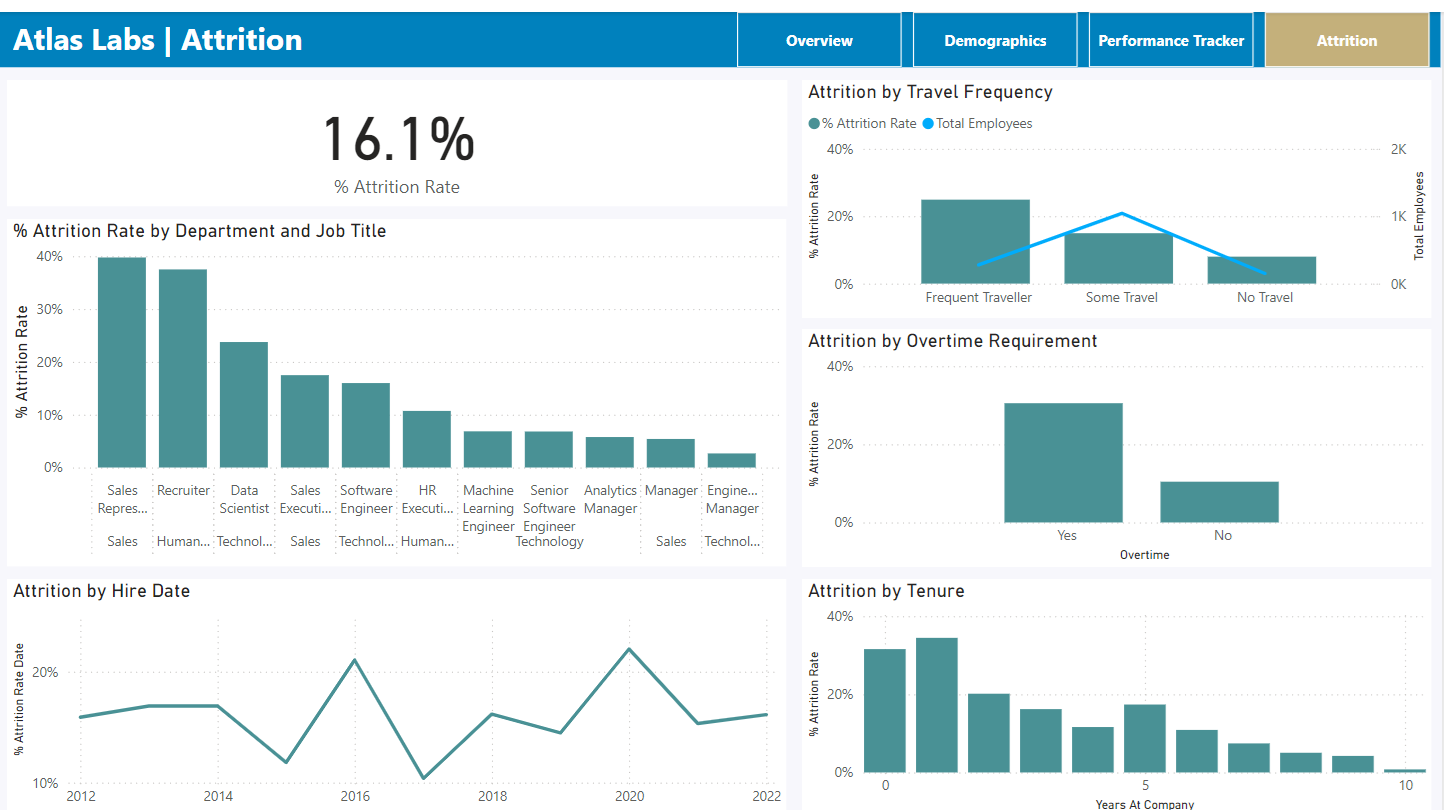 Atlas Labs | Attrition
Overview
Demographics
Performance Tracker
Attrition
16.1%
% Attrition Rate
% Attrition Rate by Department and Job Title
% Attrition Rate
40%
30%
20%
10%
0%
Sales Repres...
Recruiter
Data Scientist
Sales Executi...
Software Engineer
HR Executi...
Machine Learning Engineer
Senior Software Engineer
Analytics Manager
Manager
Engine... Manager
Sales
Human...
Technol...
Sales
Technol...
Human...
Technology
Sales
Technol...
Attrition by Hire Date
% Attrition Rate Date
20%
10%
2012
2014
2016
2018
2020
2022
Attrition by Travel Frequency
% Attrition Rate
Total Employees
% Attrition Rate
40%
20%
0%
2K
1K
0K
Total Employees
Frequent Traveller
Some Travel
No Travel
Attrition by Overtime Requirement
% Attrition Rate
40%
20%
0%
Yes
No
Overtime
Attrition by Tenure
% Attrition Rate
40%
20%
0%
0
5
10
Years At Company